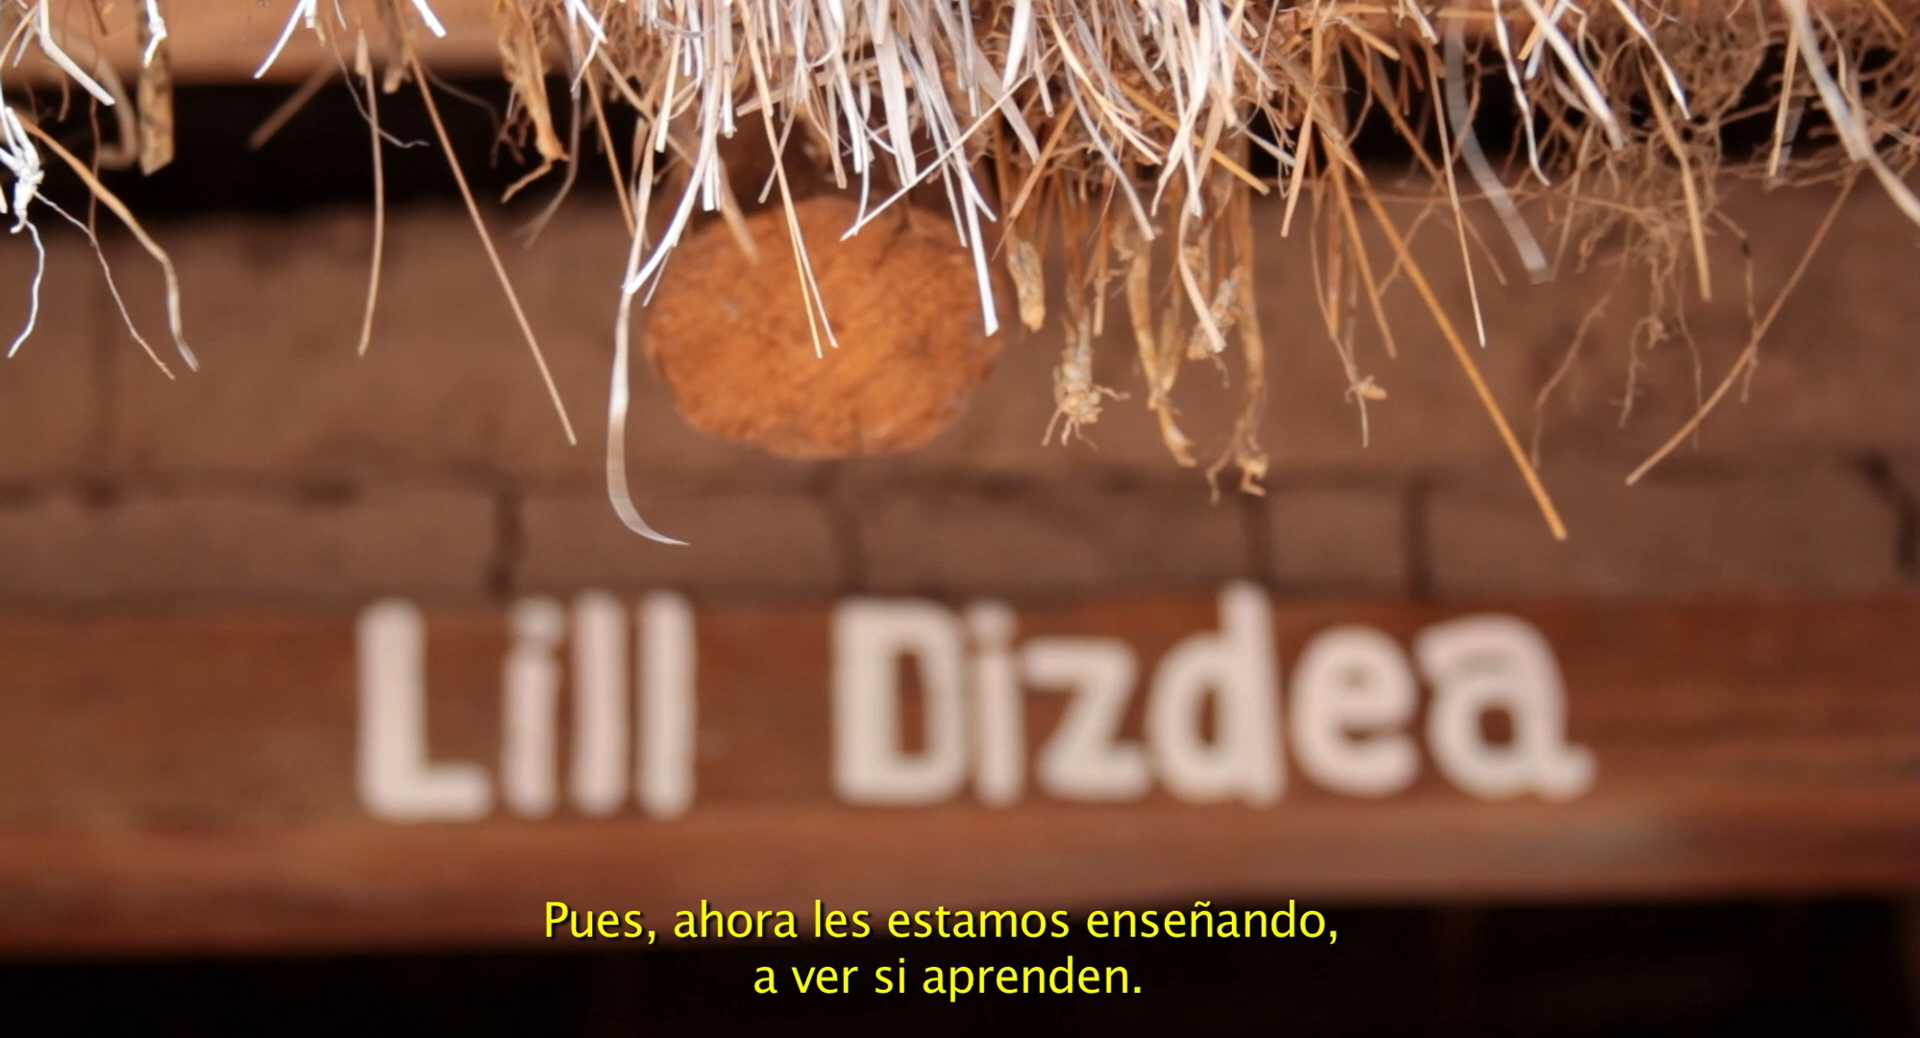 Lill Dizdea
Pues, ahora les estamos enseñando,
a ver si aprenden.